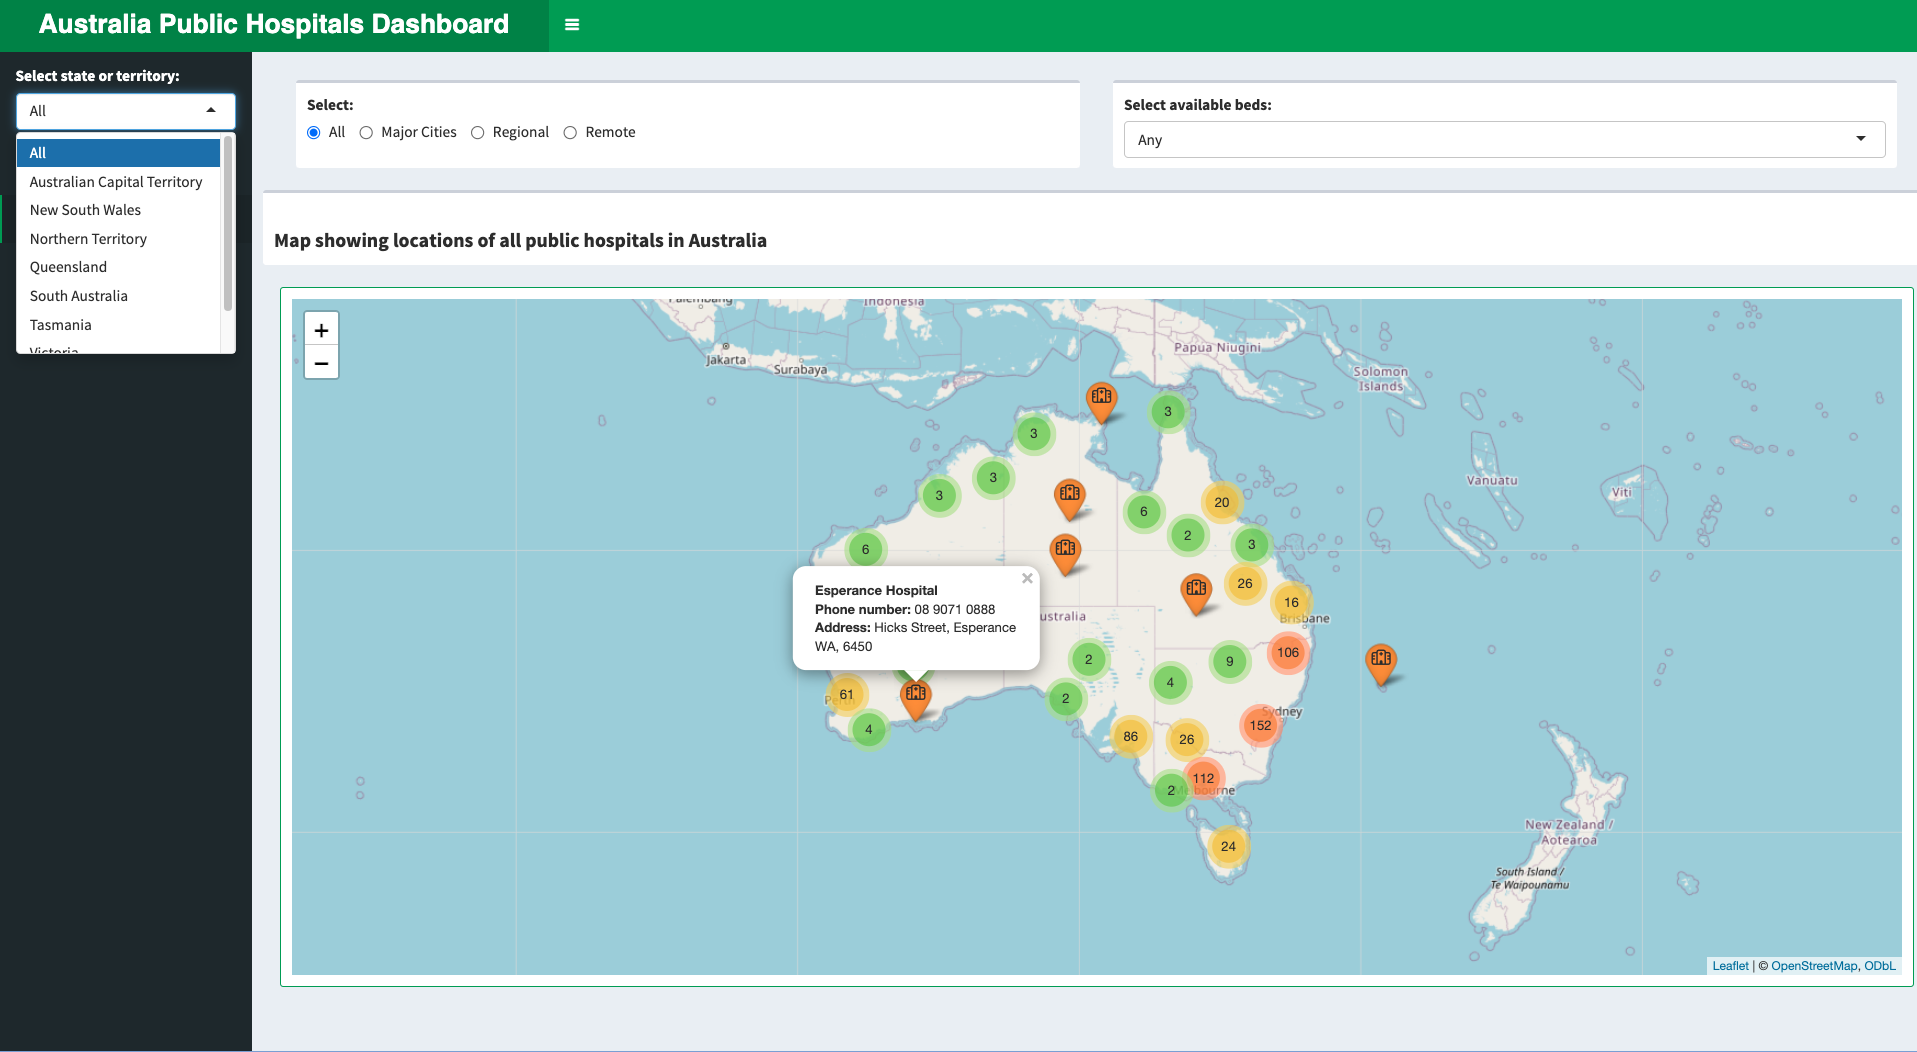 Australia Public Hospitals Dashboard
Select state or territory:
All
All
Australian Capital Territory
New South Wales
Northern Territory
Queensland
South Australia
Tasmania
Victoria
Select:
All
Major Cities
Regional
Remote
Select available beds:
Any
Map showing locations of all public hospitals in Australia
+
−
Palembang
Indonesia
Jakarta
Surabaya
Papua Niugini
Solomon
Islands
3
3
3
3
Vanuatu
Viti
20
6
2
3
6
26
16
Brisbane
Esperance Hospital
Phone number: 08 9071 0888
Address: Hicks Street, Esperance
WA, 6450
ustralia
106
2
9
4
61
2
4
Sydney
152
86
26
112
2
Melbourne
24
New Zealand /
Aotearoa
South Island /
Te Waipounamu
Leaflet | © OpenStreetMap, ODbL